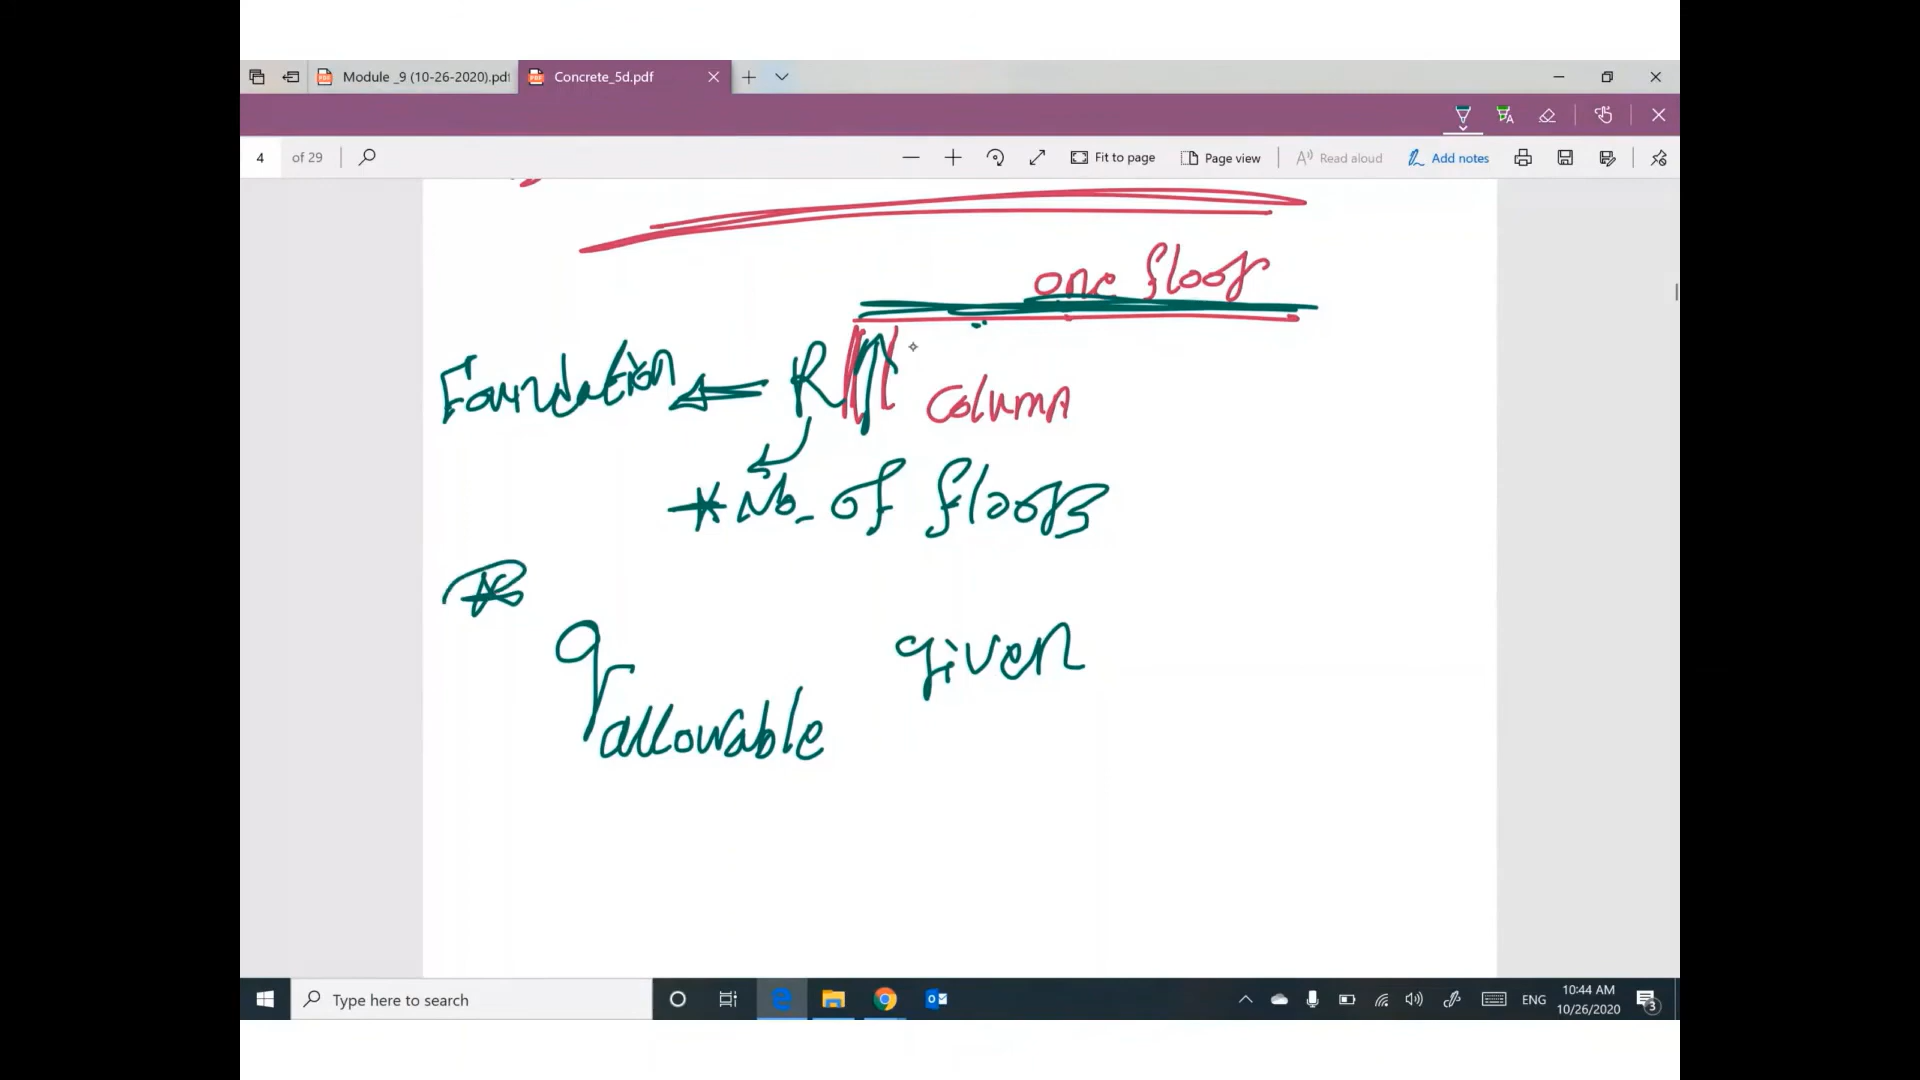 Module _9 (10-26-2020).pdf
Concrete_5d.pdf
4 of 29
Fit to page
Page view
Read aloud
Add notes
one floor
Foundation ← R
column
* No. of floors
q allowable
given
Type here to search
ENG
10:44 AM
10/26/2020
3